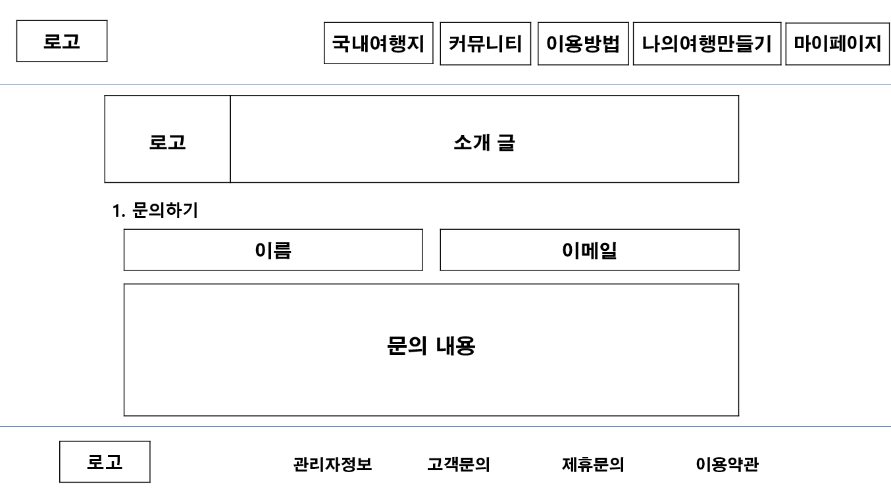 로고 국내여행지 커뮤니티 이용방법 나의여행만들기 마이페이지
로고 소개 글
1. 문의하기
이름 이메일
문의 내용
로고 관리자정보 고객문의 제휴문의 이용약관